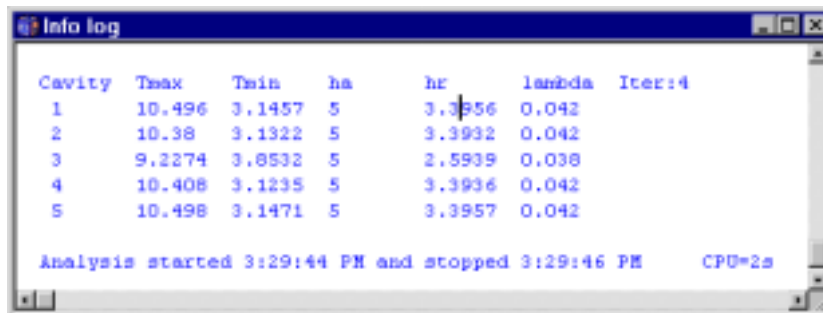 Info log
Cavity Tmax Tmin ha hr lambda Iter:4
1 10.496 3.1457 5 3.3956 0.042
2 10.38 3.1322 5 3.3932 0.042
3 9.2274 3.8532 5 2.5939 0.038
4 10.408 3.1235 5 3.3936 0.042
5 10.498 3.1471 5 3.3957 0.042
Analysis started 3:29:44 PM and stopped 3:29:46 PM CPU=2s